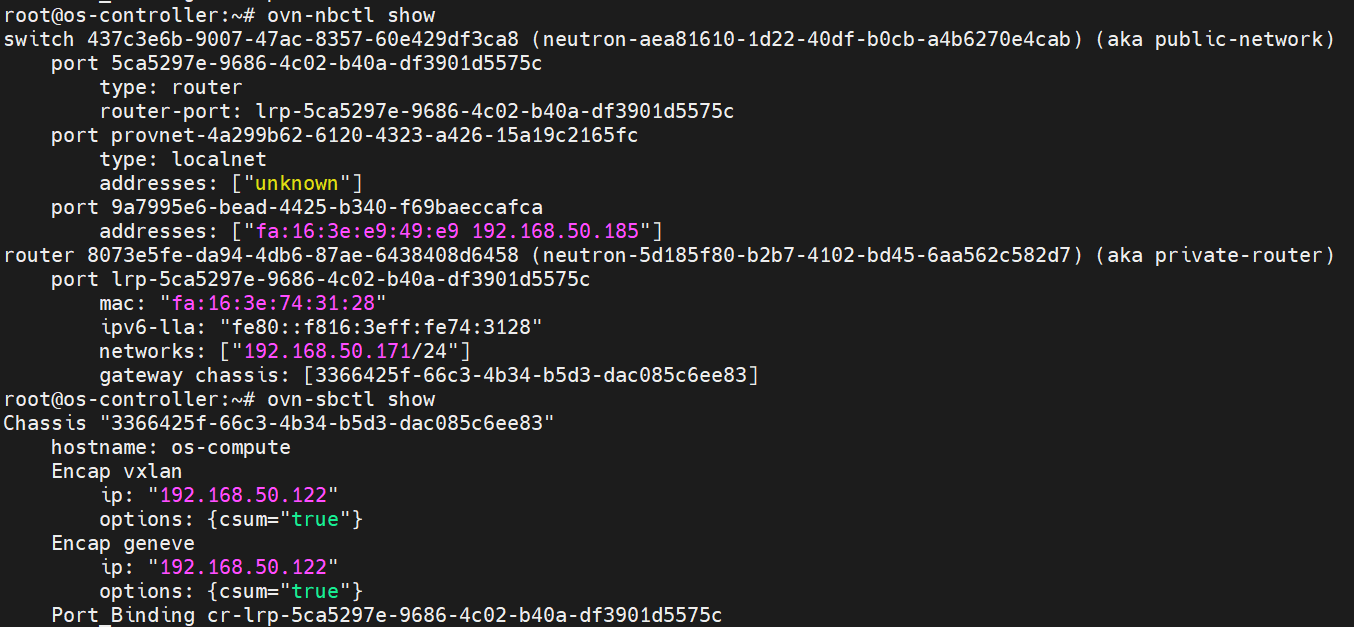 root@os-controller:~# ovn-nbctl show
switch 437c3e6b-9007-47ac-8357-60e429df3ca8 (neutron-aea81610-1d22-40df-b0cb-a4b6270e4cab) (aka public-network)
    port 5ca5297e-9686-4c02-b40a-df3901d5575c
        type: router
        router-port: lrp-5ca5297e-9686-4c02-b40a-df3901d5575c
    port provnet-4a299b62-6120-4323-a426-15a19c2165fc
        type: localnet
        addresses: ["unknown"]
    port 9a7995e6-bead-4425-b340-f69baeccafca
        addresses: ["fa:16:3e:e9:49:e9 192.168.50.185"]
router 8073e5fe-da94-4db6-87ae-6438408d6458 (neutron-5d185f80-b2b7-4102-bd45-6aa562c582d7) (aka private-router)
    port lrp-5ca5297e-9686-4c02-b40a-df3901d5575c
        mac: "fa:16:3e:74:31:28"
        ipv6-lla: "fe80::f816:3eff:fe74:3128"
        networks: ["192.168.50.171/24"]
        gateway chassis: [3366425f-66c3-4b34-b5d3-dac085c6ee83]
root@os-controller:~# ovn-sbctl show
Chassis "3366425f-66c3-4b34-b5d3-dac085c6ee83"
    hostname: os-compute
    Encap vxlan
        ip: "192.168.50.122"
        options: {csum="true"}
    Encap geneve
        ip: "192.168.50.122"
        options: {csum="true"}
    Port_Binding cr-lrp-5ca5297e-9686-4c02-b40a-df3901d5575c